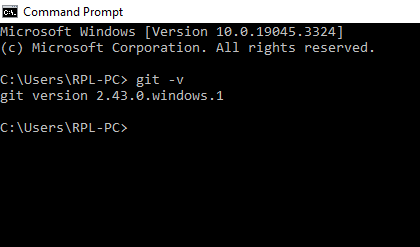 Command Prompt
Microsoft Windows [Version 10.0.19045.3324]
(c) Microsoft Corporation. All rights reserved.
C:\Users\RPL-PC> git -v
git version 2.43.0.windows.1
C:\Users\RPL-PC>